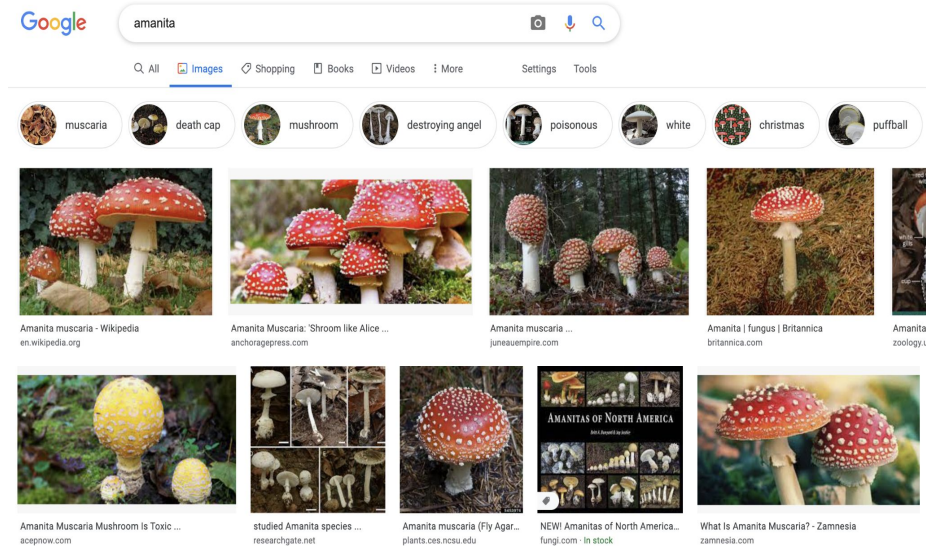 Google
amanita
All Images Shopping Books Videos More Settings Tools
muscaria death cap mushroom destroying angel poisonous white christmas puffball
Amanita muscaria - Wikipedia
en.wikipedia.org
Amanita Muscaria: 'Shroom like Alice ...
anchoragepress.com
Amanita muscaria ...
juneauempire.com
Amanita | fungus | Britannica
britannica.com
Amanita
zoology.u
Amanita Muscaria Mushroom Is Toxic ...
acepnow.com
studied Amanita species ...
researchgate.net
Amanita muscaria (Fly Agar...
plants.ces.ncsu.edu
AMANITAS OF NORTH AMERICA
NEW! Amanitas of North America...
fungi.com · In stock
What Is Amanita Muscaria? - Zamnesia
zamnesia.com